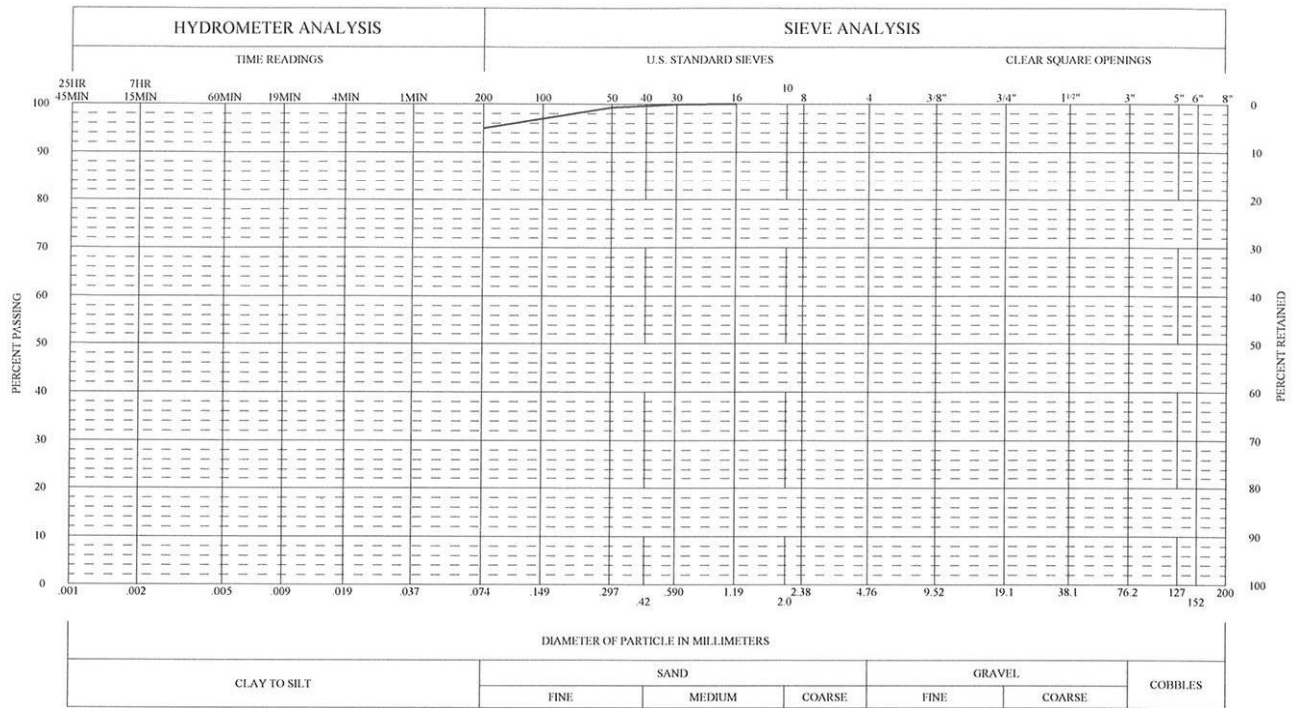 HYDROMETER ANALYSIS SIEVE ANALYSIS
TIME READINGS U.S. STANDARD SIEVES CLEAR SQUARE OPENINGS
25HR 7HR
45MIN 15MIN 60MIN 19MIN 4MIN 1MIN 200 100 50 40 30 16 10 8 4 3/8" 3/4" 1 1/2" 3" 5" 6" 8"
100 0
90 10
80 20
70 30
60 40
50 50
40 60
30 70
20 80
10 90
0 100
PERCENT PASSING
PERCENT RETAINED
.001 .002 .005 .009 .019 .037 .074 .149 .297 .42 .590 1.19 2.0 2.38 4.76 9.52 19.1 38.1 76.2 127 152 200
DIAMETER OF PARTICLE IN MILLIMETERS
CLAY TO SILT SAND GRAVEL COBBLES
FINE MEDIUM COARSE FINE COARSE